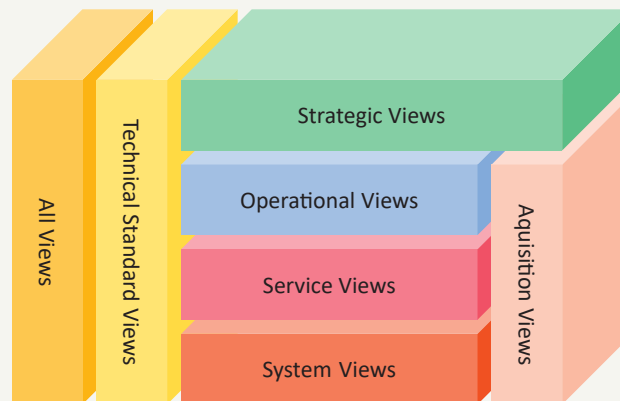 All Views
Technical Standard Views
Strategic Views
Operational Views
Service Views
System Views
Aquisition Views